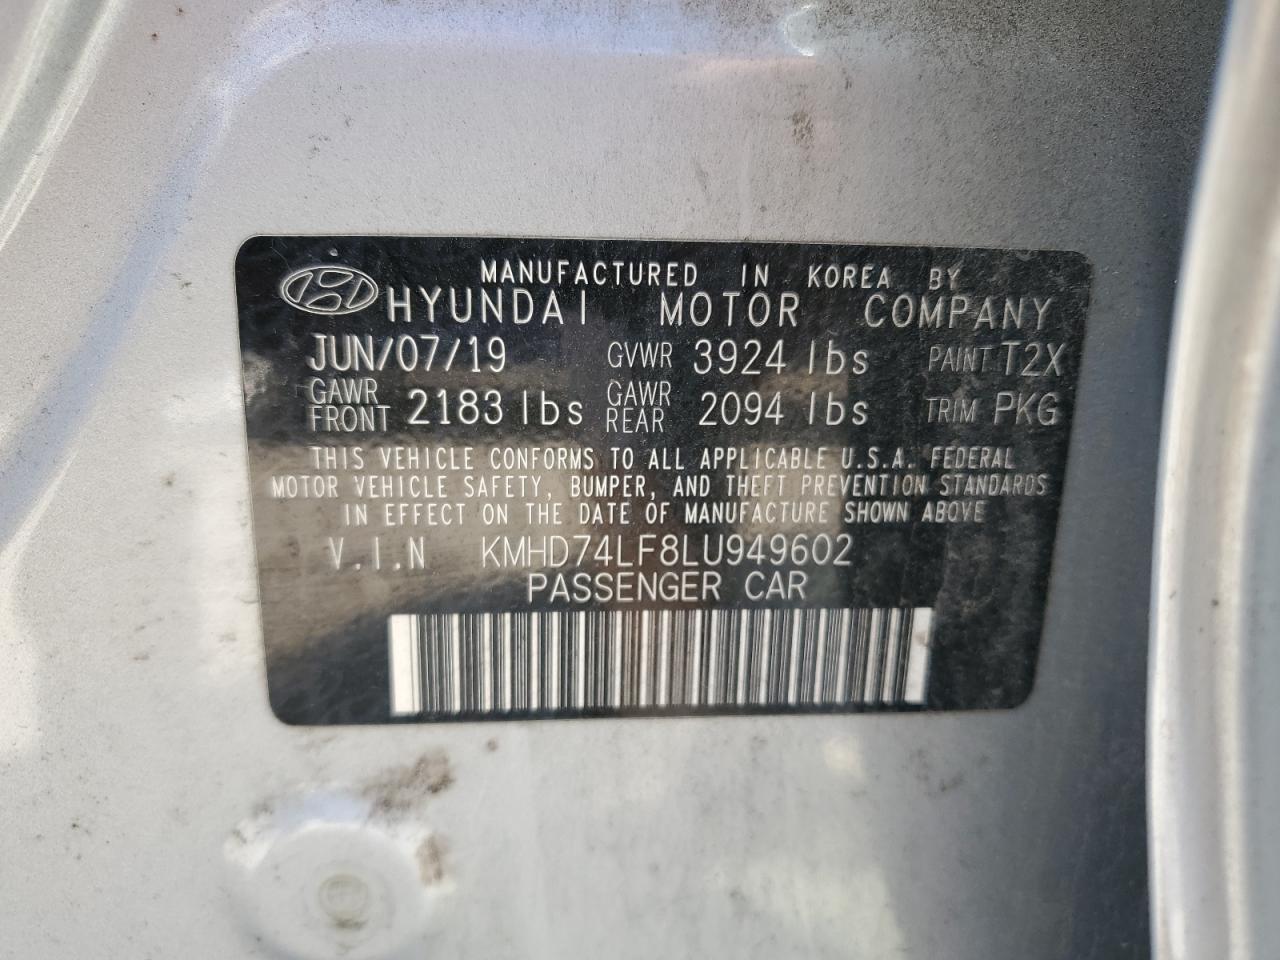 MANUFACTURED IN KOREA BY
HYUNDAI MOTOR COMPANY
JUN/07/19 GVWR 3924 lbs PAINT T2X
GAWR FRONT 2183 lbs GAWR REAR 2094 lbs TRIM PKG
THIS VEHICLE CONFORMS TO ALL APPLICABLE U.S.A. FEDERAL
MOTOR VEHICLE SAFETY, BUMPER, AND THEFT PREVENTION STANDARDS
IN EFFECT ON THE DATE OF MANUFACTURE SHOWN ABOVE
V.I.N KMHD74LF8LU949602
PASSENGER CAR